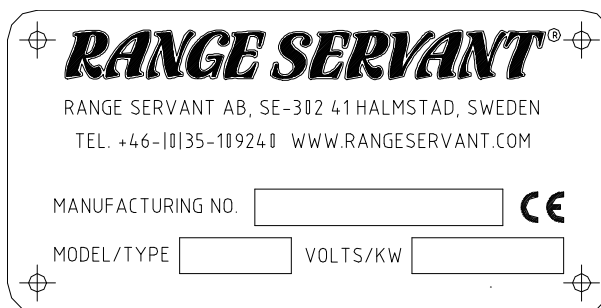 RANGE SERVANT®
RANGE SERVANT AB, SE-302 41 HALMSTAD, SWEDEN
TEL. +46-(0)35-109240 WWW.RANGESERVANT.COM
MANUFACTURING NO. CE
MODEL/TYPE VOLTS/KW